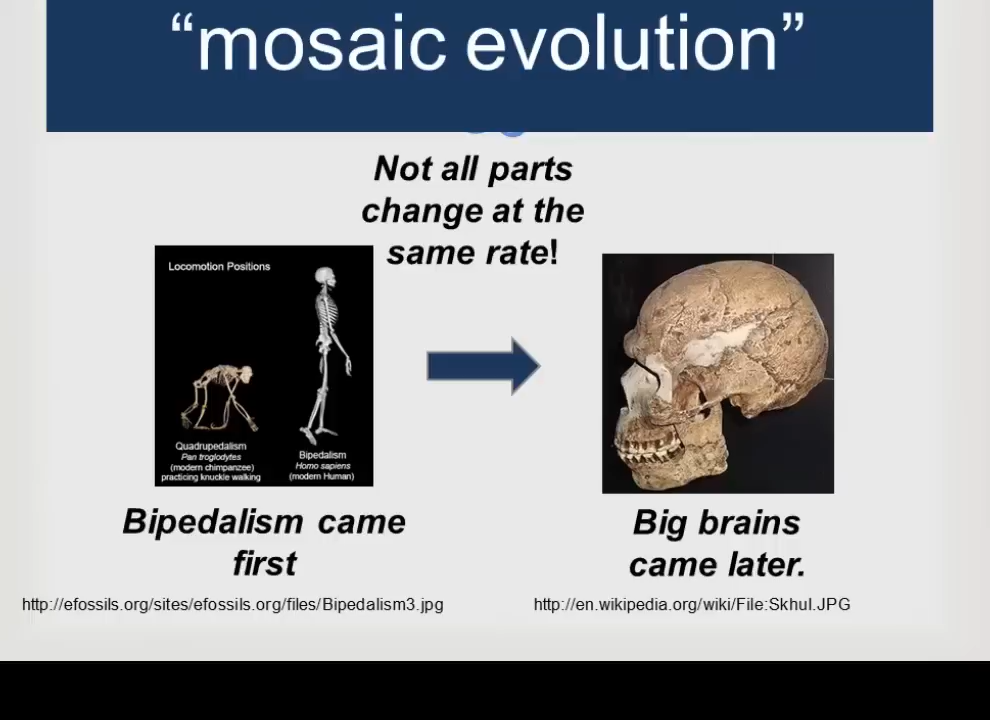 “mosaic evolution”
Not all parts
change at the
same rate!
Locomotion Positions
Quadrupedalism
Pan troglodytes
(modern chimpanzee)
practicing knuckle walking
Bipedalism
Homo sapiens
(modern Human)
Bipedalism came
first
Big brains
came later.
http://efossils.org/sites/efossils.org/files/Bipedalism3.jpg
http://en.wikipedia.org/wiki/File:Skhul.JPG